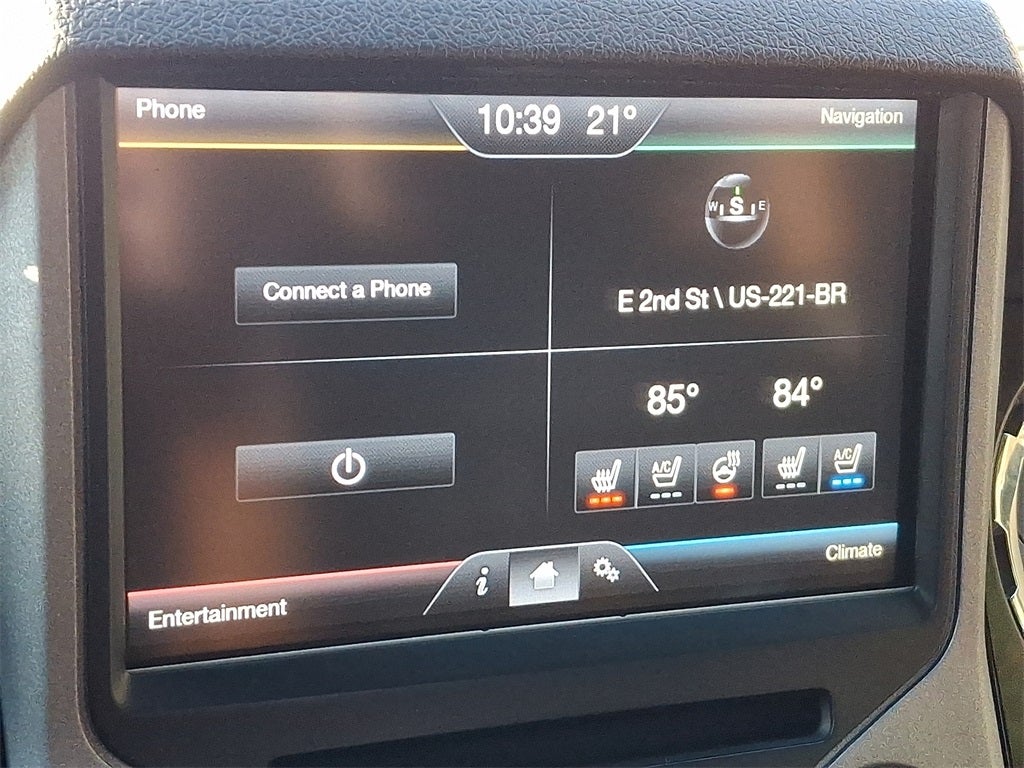 Phone
10:39 21°
Navigation
W S E
Connect a Phone
E 2nd St \ US-221-BR
85° 84°
A/C
A/C
Climate
i
Entertainment